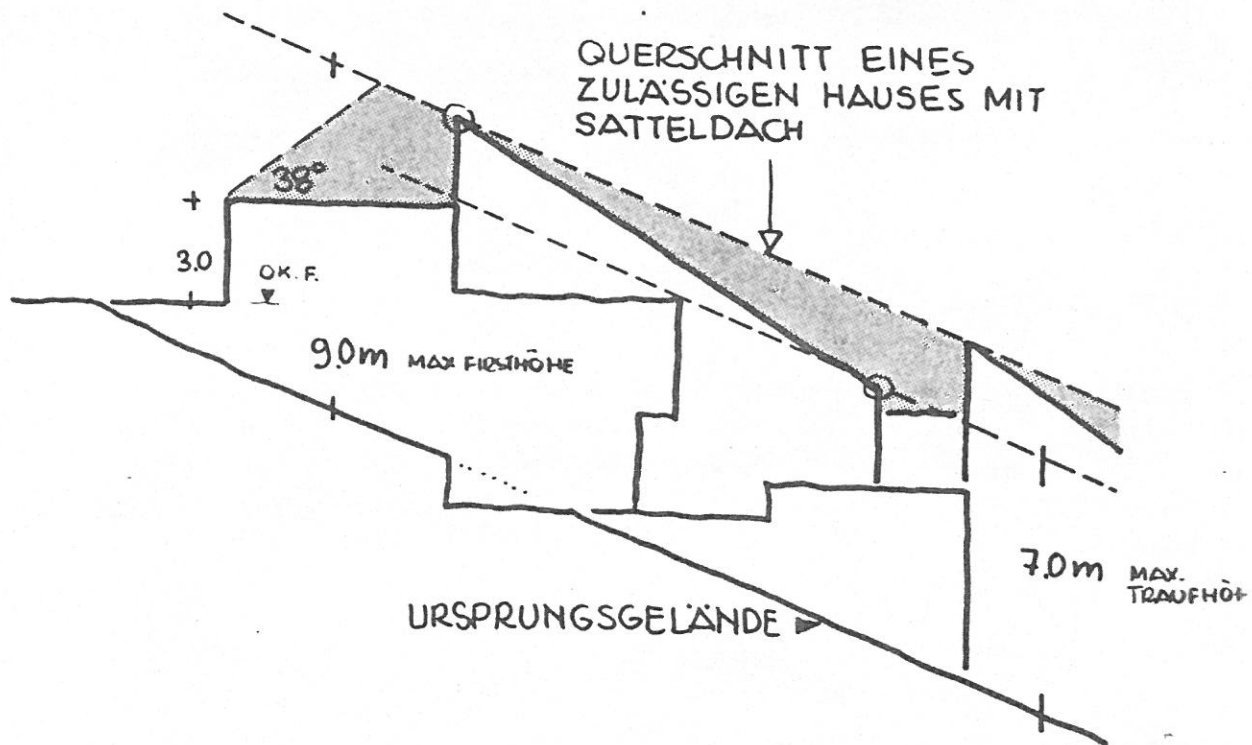 QUERSCHNITT EINES
ZULÄSSIGEN HAUSES MIT
SATTELDACH
38°
3.0
OK. F.
9.0m MAX FIRSTHÖHE
7.0m MAX.
TRAUFHÖH
URSPRUNGSGELÄNDE